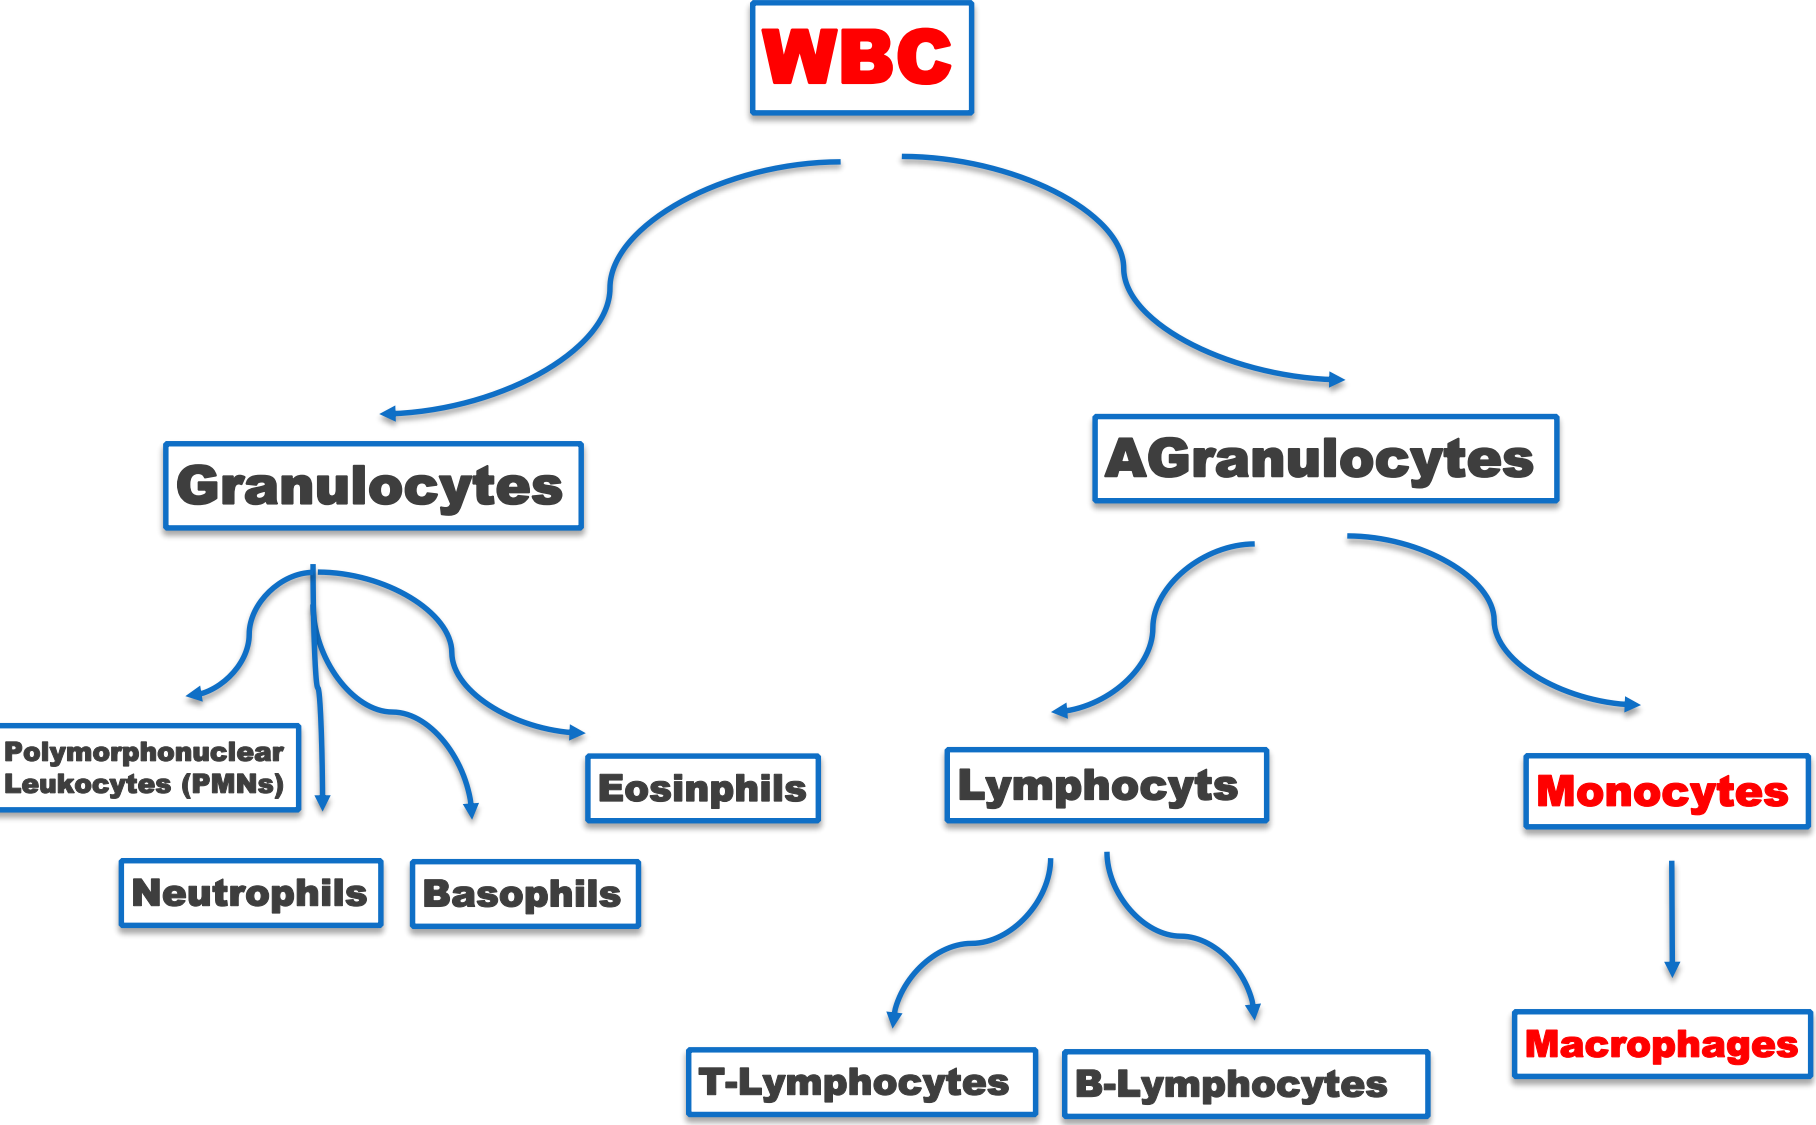 WBC
Granulocytes
AGranulocytes
Polymorphonuclear
Leukocytes (PMNs)
Neutrophils
Basophils
Eosinphils
Lymphocyts
Monocytes
T-Lymphocytes
B-Lymphocytes
Macrophages